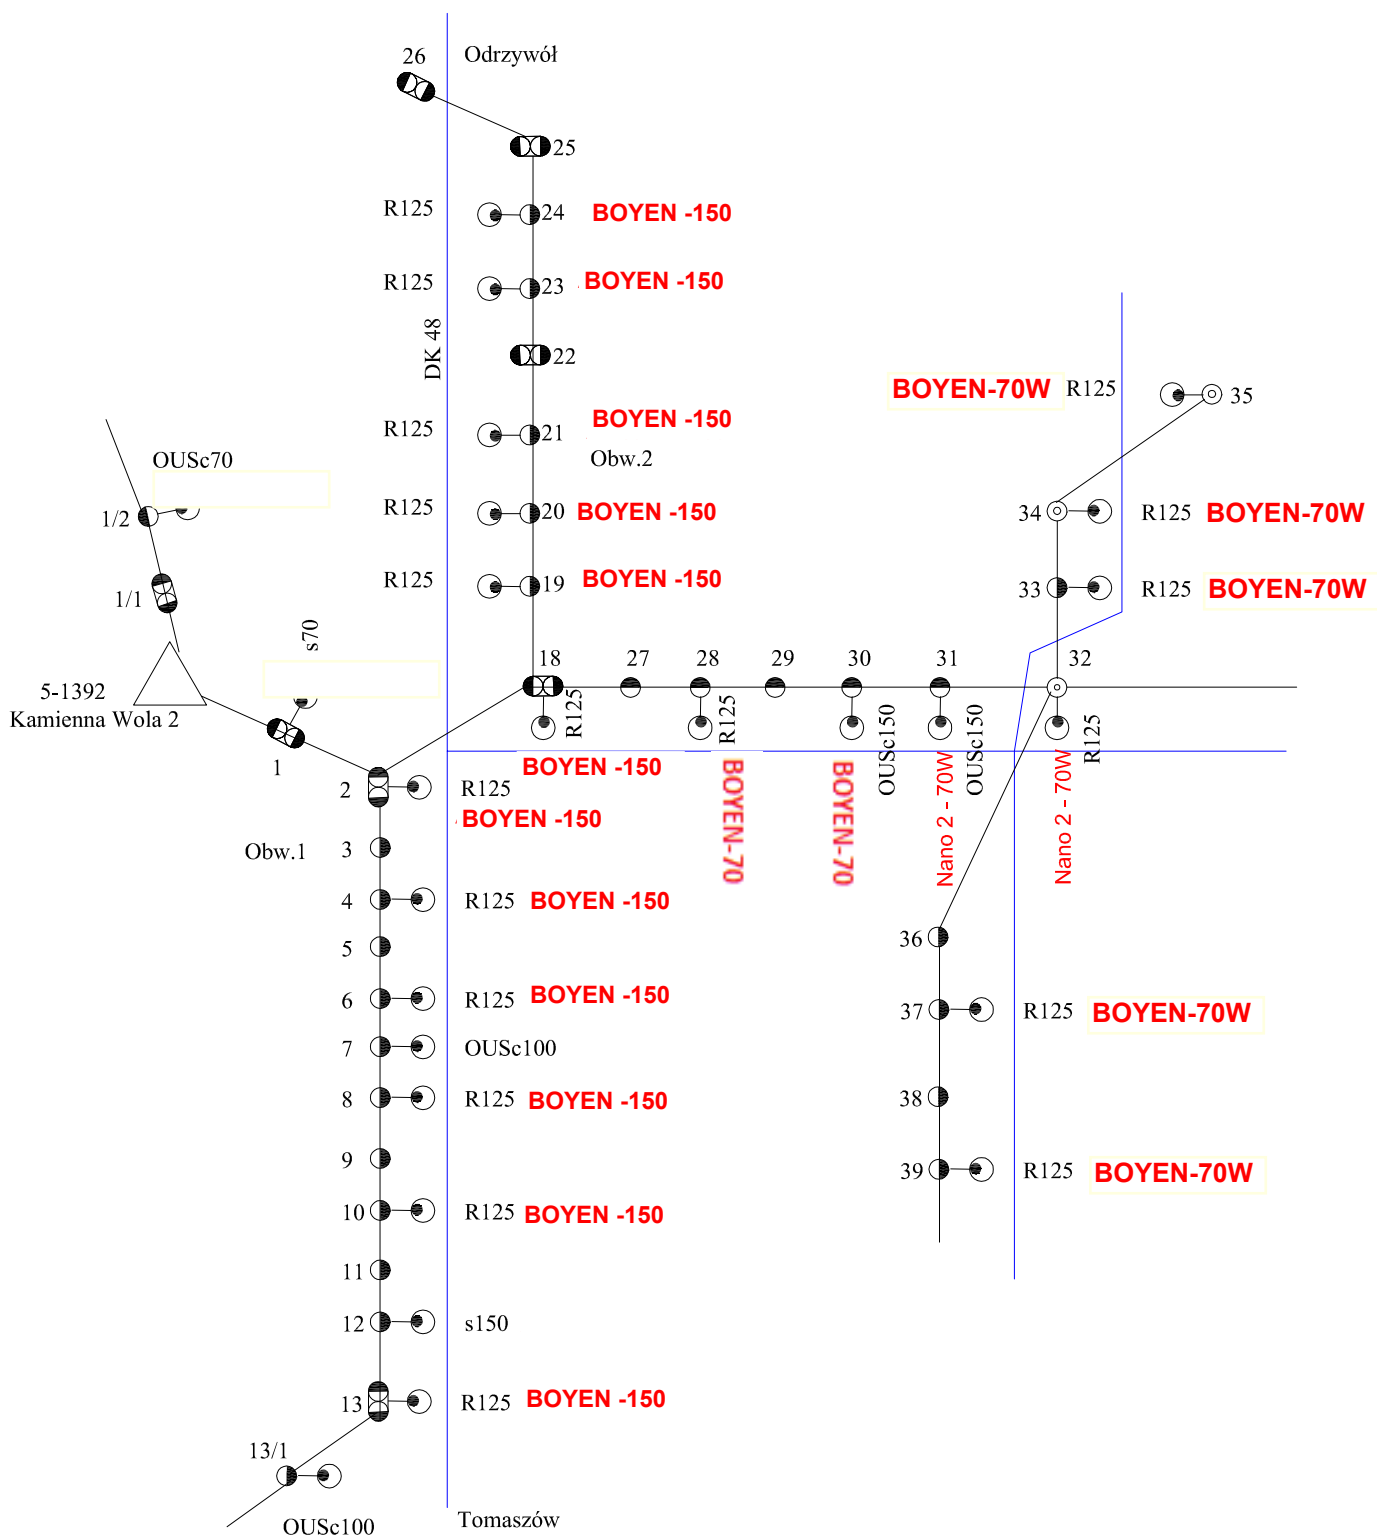 26
Odrzywół
25
R125
24
BOYEN -150
R125
23
BOYEN -150
DK 48
22
BOYEN-70W
R125
35
R125
21
BOYEN -150
Obw.2
OUSc70
1/2
R125
20
BOYEN -150
34
R125
BOYEN-70W
1/1
R125
19
BOYEN -150
33
R125
BOYEN-70W
s70
5-1392
Kamienna Wola 2
18
27
28
29
30
31
32
R125
R125
OUSc150
OUSc150
R125
1
2
R125
BOYEN -150
BOYEN -150
BOYEN-70
BOYEN-70
Nano 2 - 70W
Nano 2 - 70W
Obw.1
3
4
R125
BOYEN -150
5
36
6
R125
BOYEN -150
37
R125
BOYEN-70W
7
OUSc100
8
R125
BOYEN -150
38
9
39
R125
BOYEN-70W
10
R125
BOYEN -150
11
12
s150
13
R125
BOYEN -150
13/1
OUSc100
Tomaszów